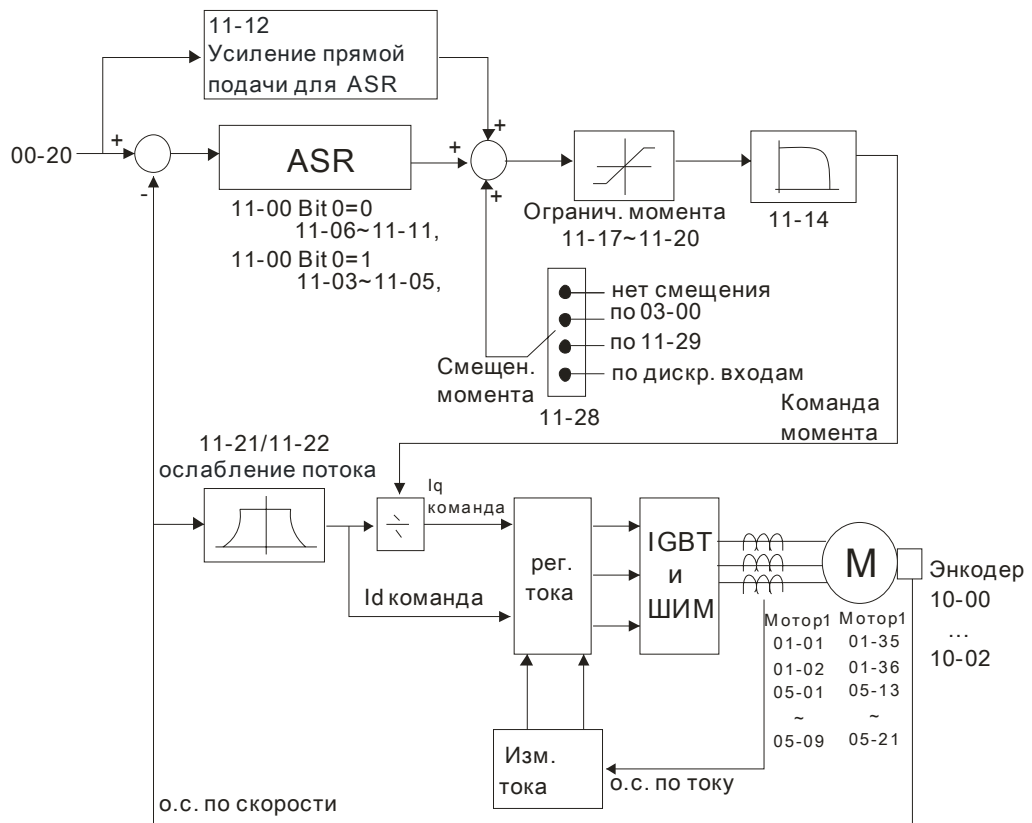 11-12
Усиление прямой
подачи для ASR
00-20
+
-
ASR
11-00 Bit 0=0
11-06~11-11,
11-00 Bit 0=1
11-03~11-05,
+
+
+
Огранич. момента
11-17~11-20
11-14
нет смещения
по 03-00
по 11-29
по дискр. входам
Смещен.
момента
11-28
Команда
момента
11-21/11-22
ослабление потока
Iq
команда
Id команда
рег.
тока
IGBT
и
ШИМ
M
Энкодер
10-00
...
10-02
Мотор1
01-01
01-02
05-01
~
05-09
Мотор1
01-35
01-36
05-13
~
05-21
Изм.
тока
о.с. по току
о.с. по скорости